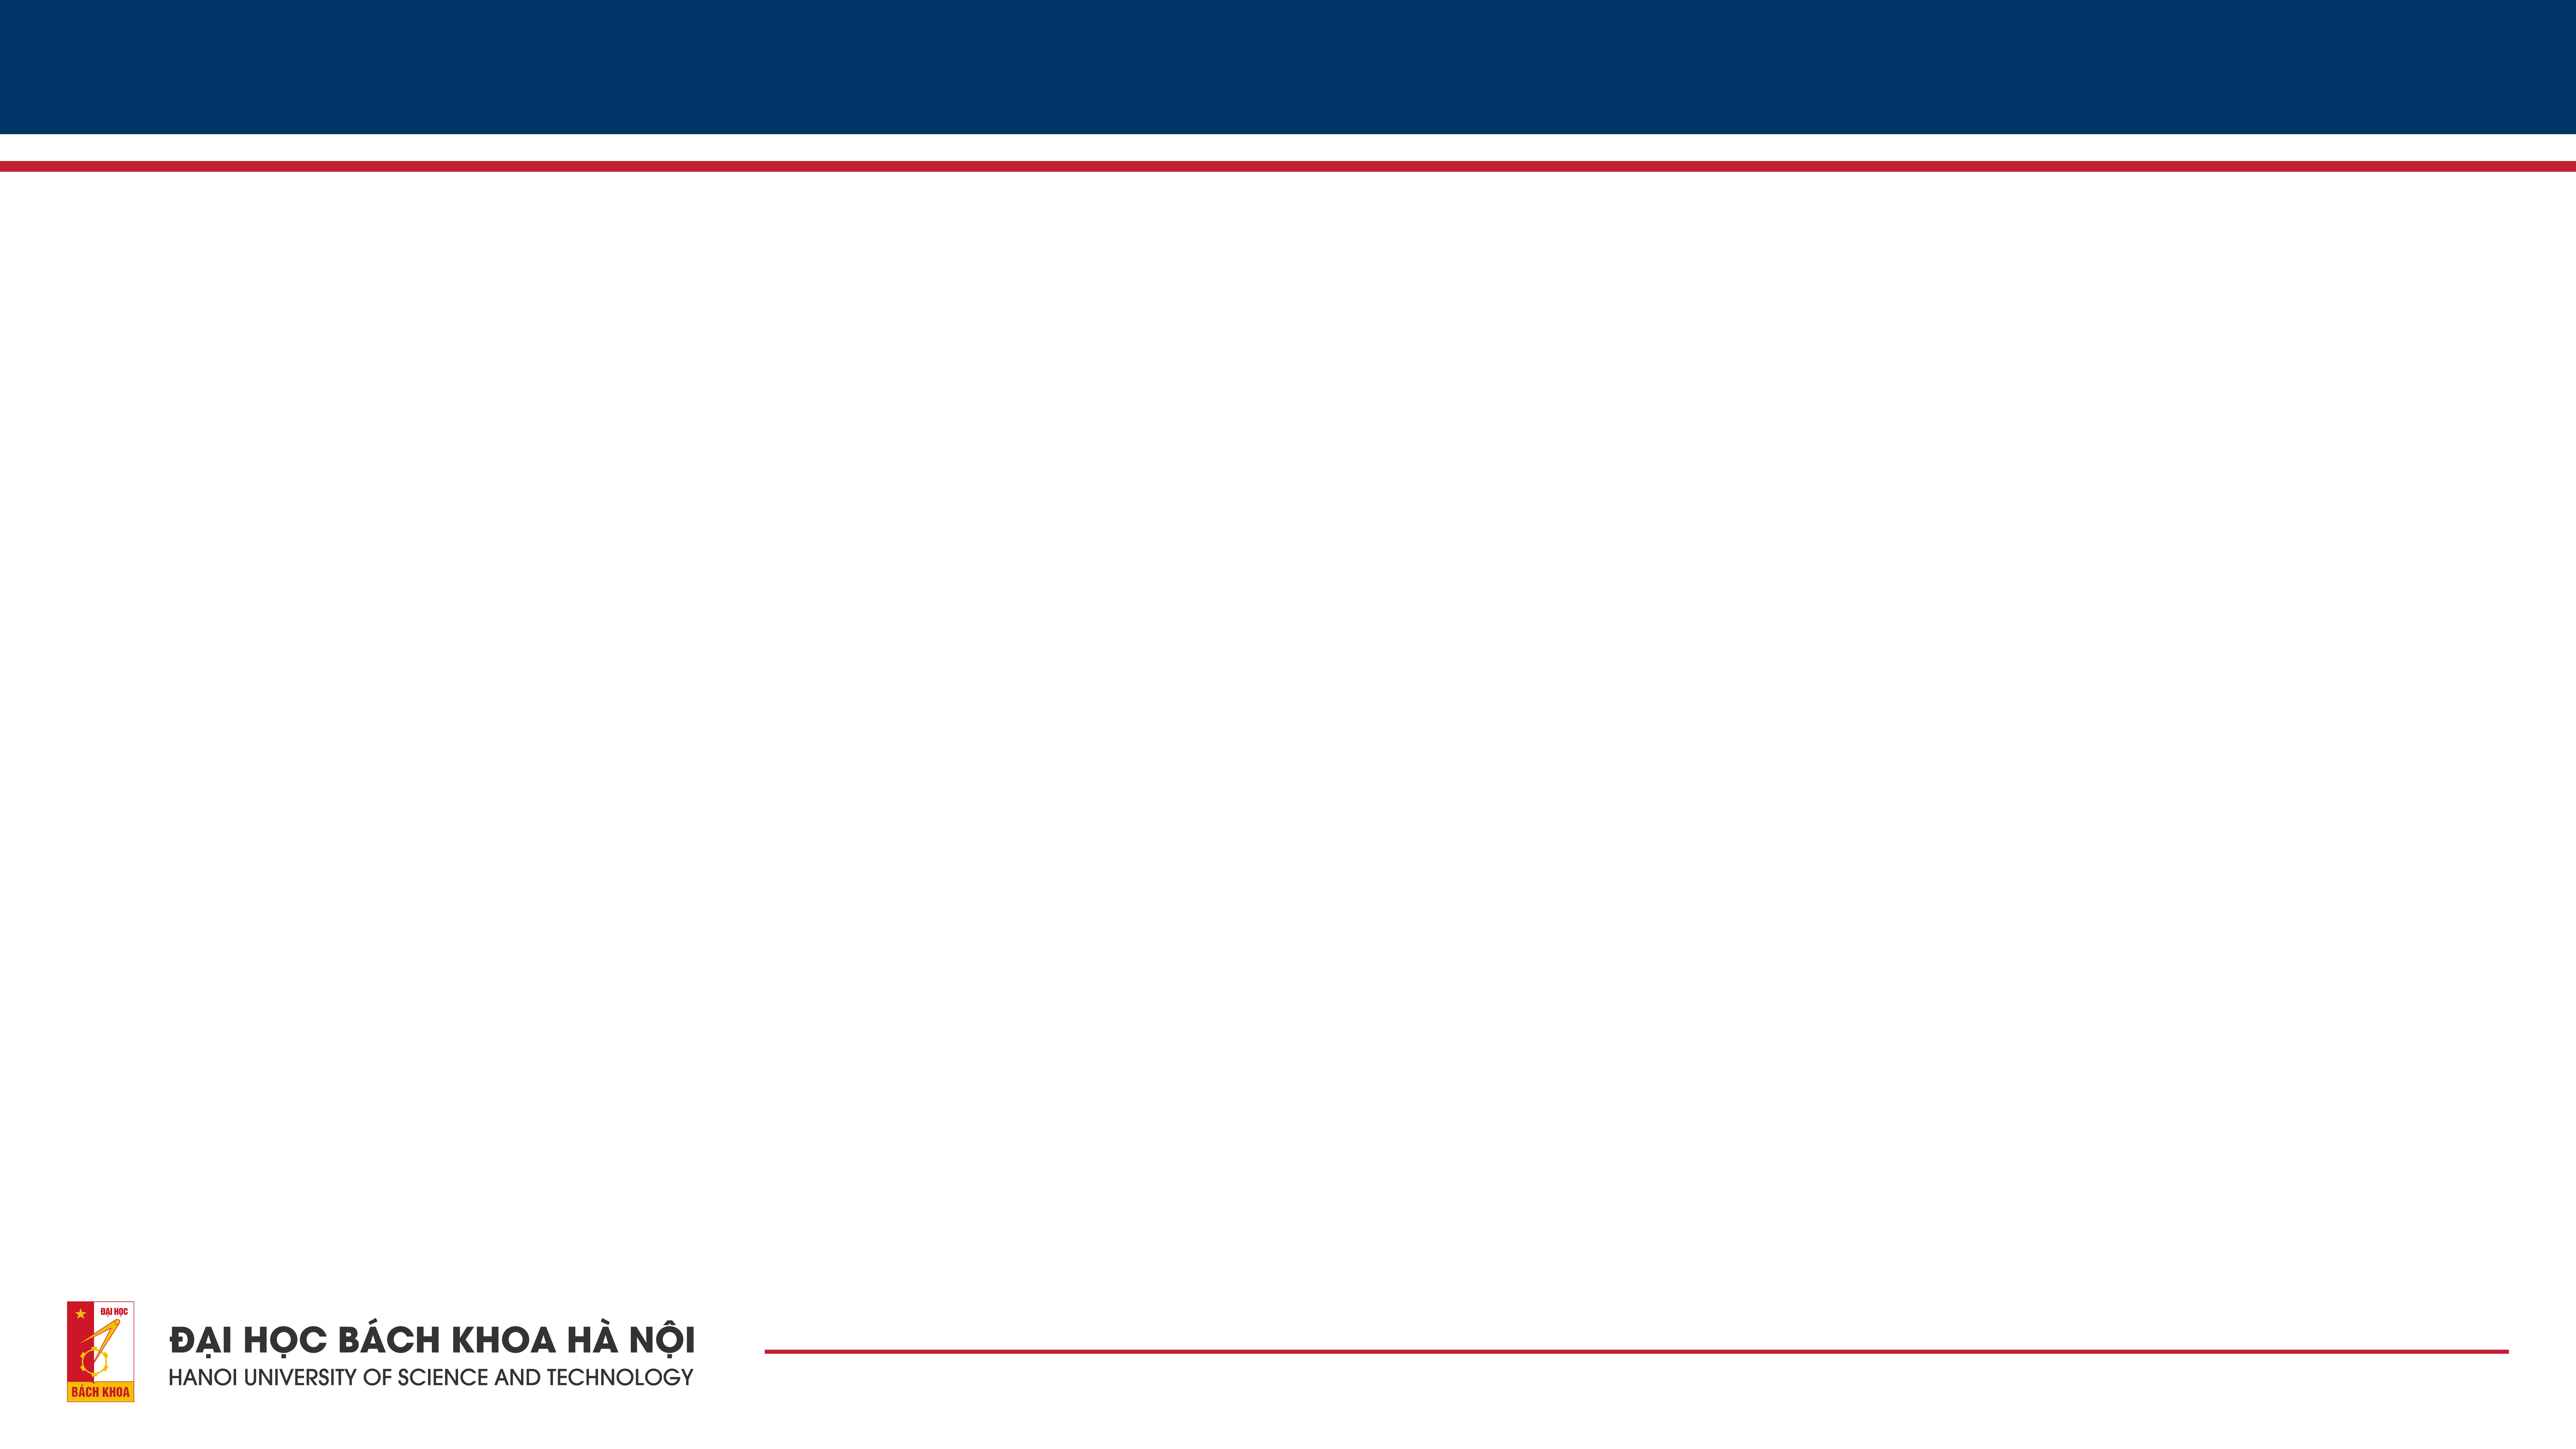 ĐẠI HỌC
BÁCH KHOA
ĐẠI HỌC BÁCH KHOA HÀ NỘI
HANOI UNIVERSITY OF SCIENCE AND TECHNOLOGY